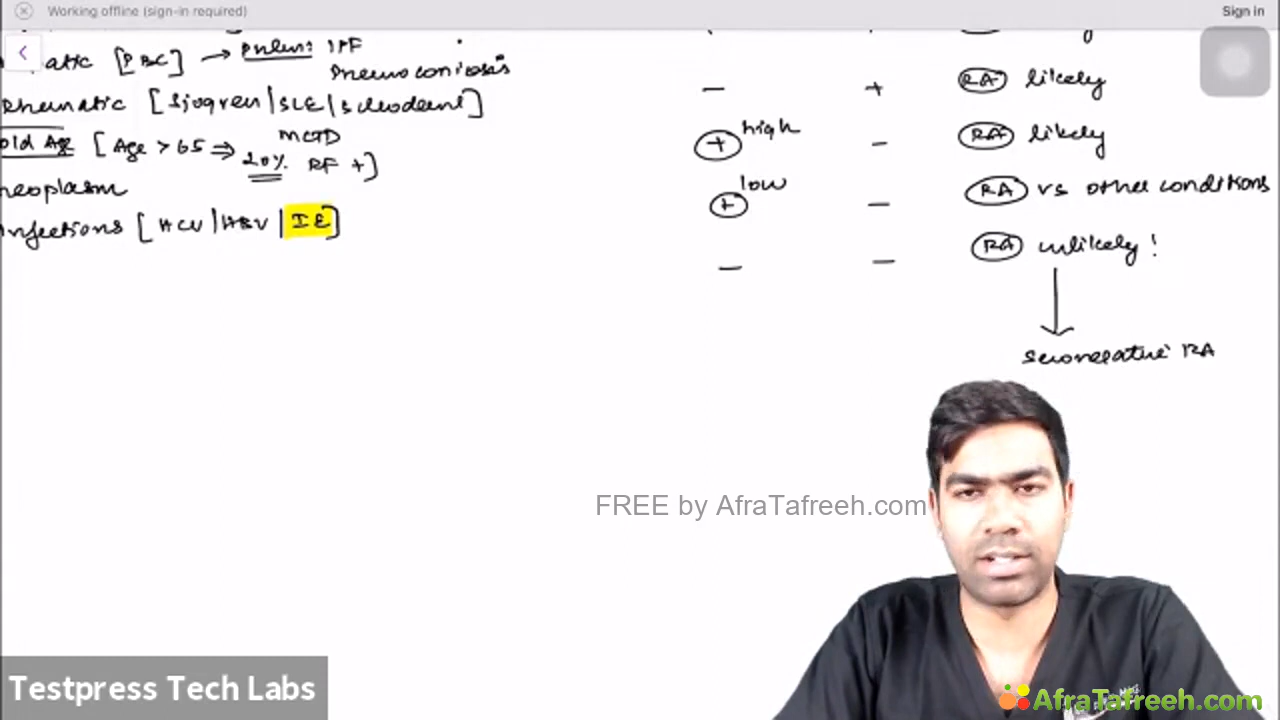 Working offline (sign-in required)
Sign in
atic [PBC] → Pulm: IPF
Pneumoconiosis
− + RA likely
Rheumatic [Sjogren|SLE|Scleroderma]
MCTD
+ high − RA likely
old Age [Age > 65 ⇒ 20% RF +]
+ low − RA vs other conditions
neoplasm
Infections [HCV|HBV|IE]
− − RA unlikely!
seronegative RA
FREE by AfraTafreeh.com
Testpress Tech Labs
AfraTafreeh.com